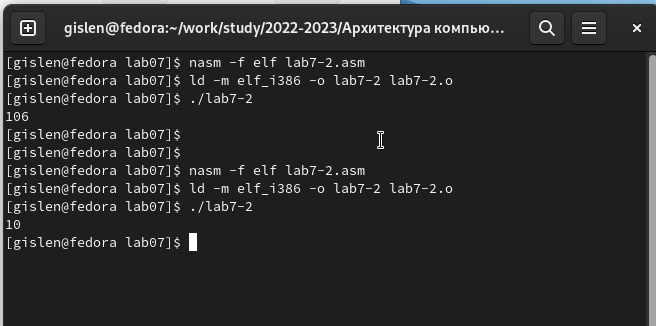 gislen@fedora:~/work/study/2022-2023/Архитектура компью...
[gislen@fedora lab07]$ nasm -f elf lab7-2.asm
[gislen@fedora lab07]$ ld -m elf_i386 -o lab7-2 lab7-2.o
[gislen@fedora lab07]$ ./lab7-2
106
[gislen@fedora lab07]$
[gislen@fedora lab07]$
[gislen@fedora lab07]$ nasm -f elf lab7-2.asm
[gislen@fedora lab07]$ ld -m elf_i386 -o lab7-2 lab7-2.o
[gislen@fedora lab07]$ ./lab7-2
10
[gislen@fedora lab07]$